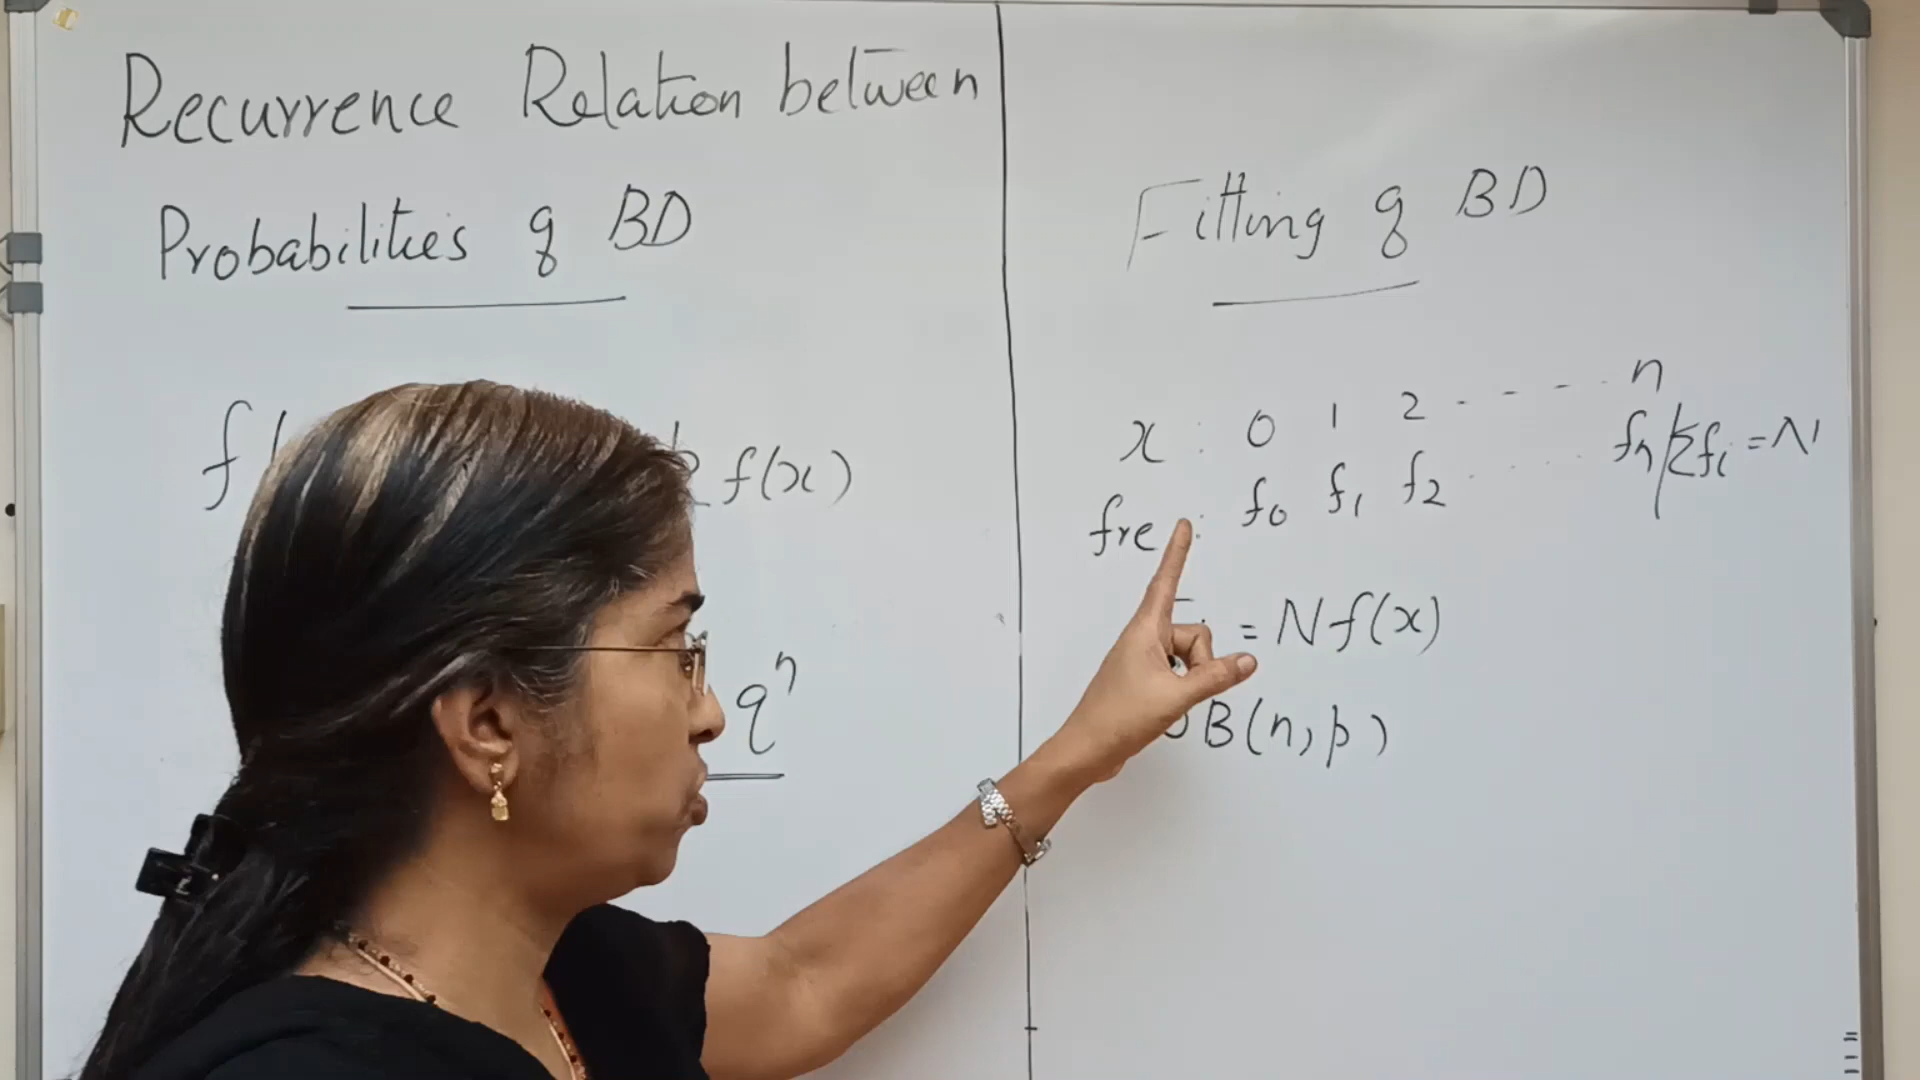 Recurrence Relation between
Probabilities of BD
f( f(x)
q^n
Fitting of BD
x : 0 1 2 - - - - n
fre : f0 f1 f2 . . . . fn / Σfi = N
= N f(x)
B(n, p)